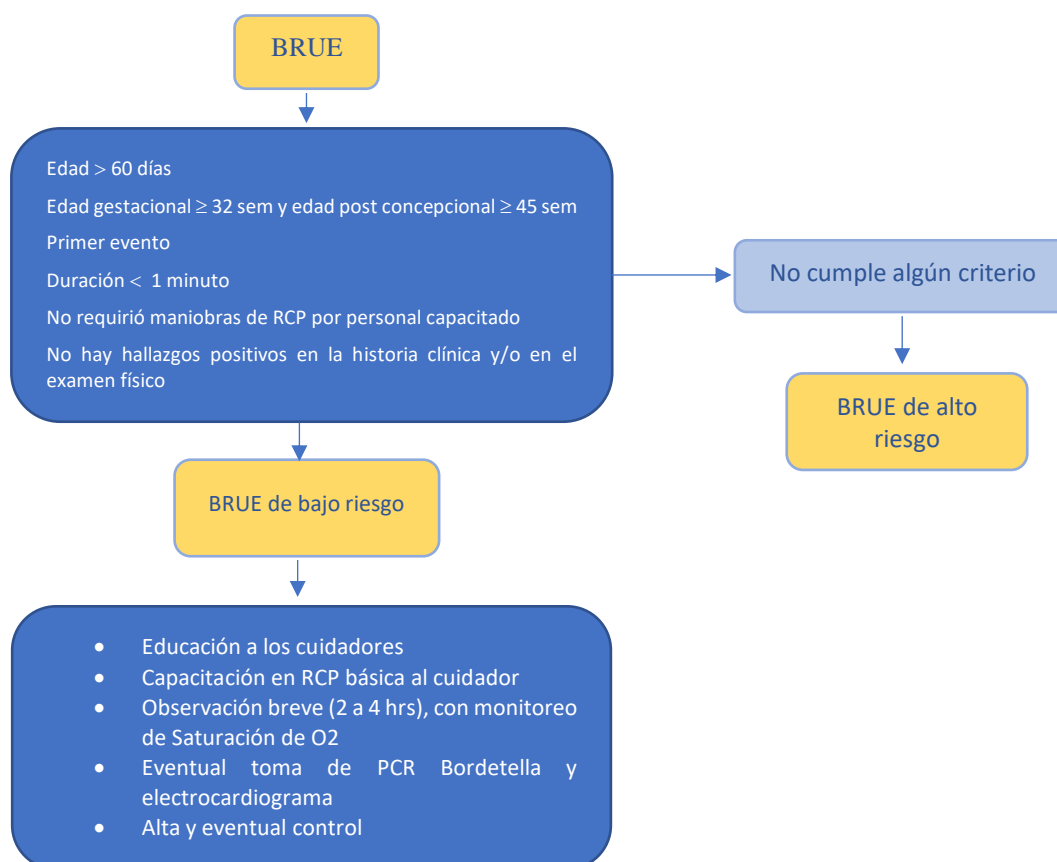 BRUE
Edad > 60 días
Edad gestacional ≥ 32 sem y edad post concepcional ≥ 45 sem
Primer evento
Duración < 1 minuto
No requirió maniobras de RCP por personal capacitado
No hay hallazgos positivos en la historia clínica y/o en el
examen físico
No cumple algún criterio
BRUE de alto
riesgo
BRUE de bajo riesgo
• Educación a los cuidadores
• Capacitación en RCP básica al cuidador
• Observación breve (2 a 4 hrs), con monitoreo
de Saturación de O2
• Eventual toma de PCR Bordetella y
electrocardiograma
• Alta y eventual control